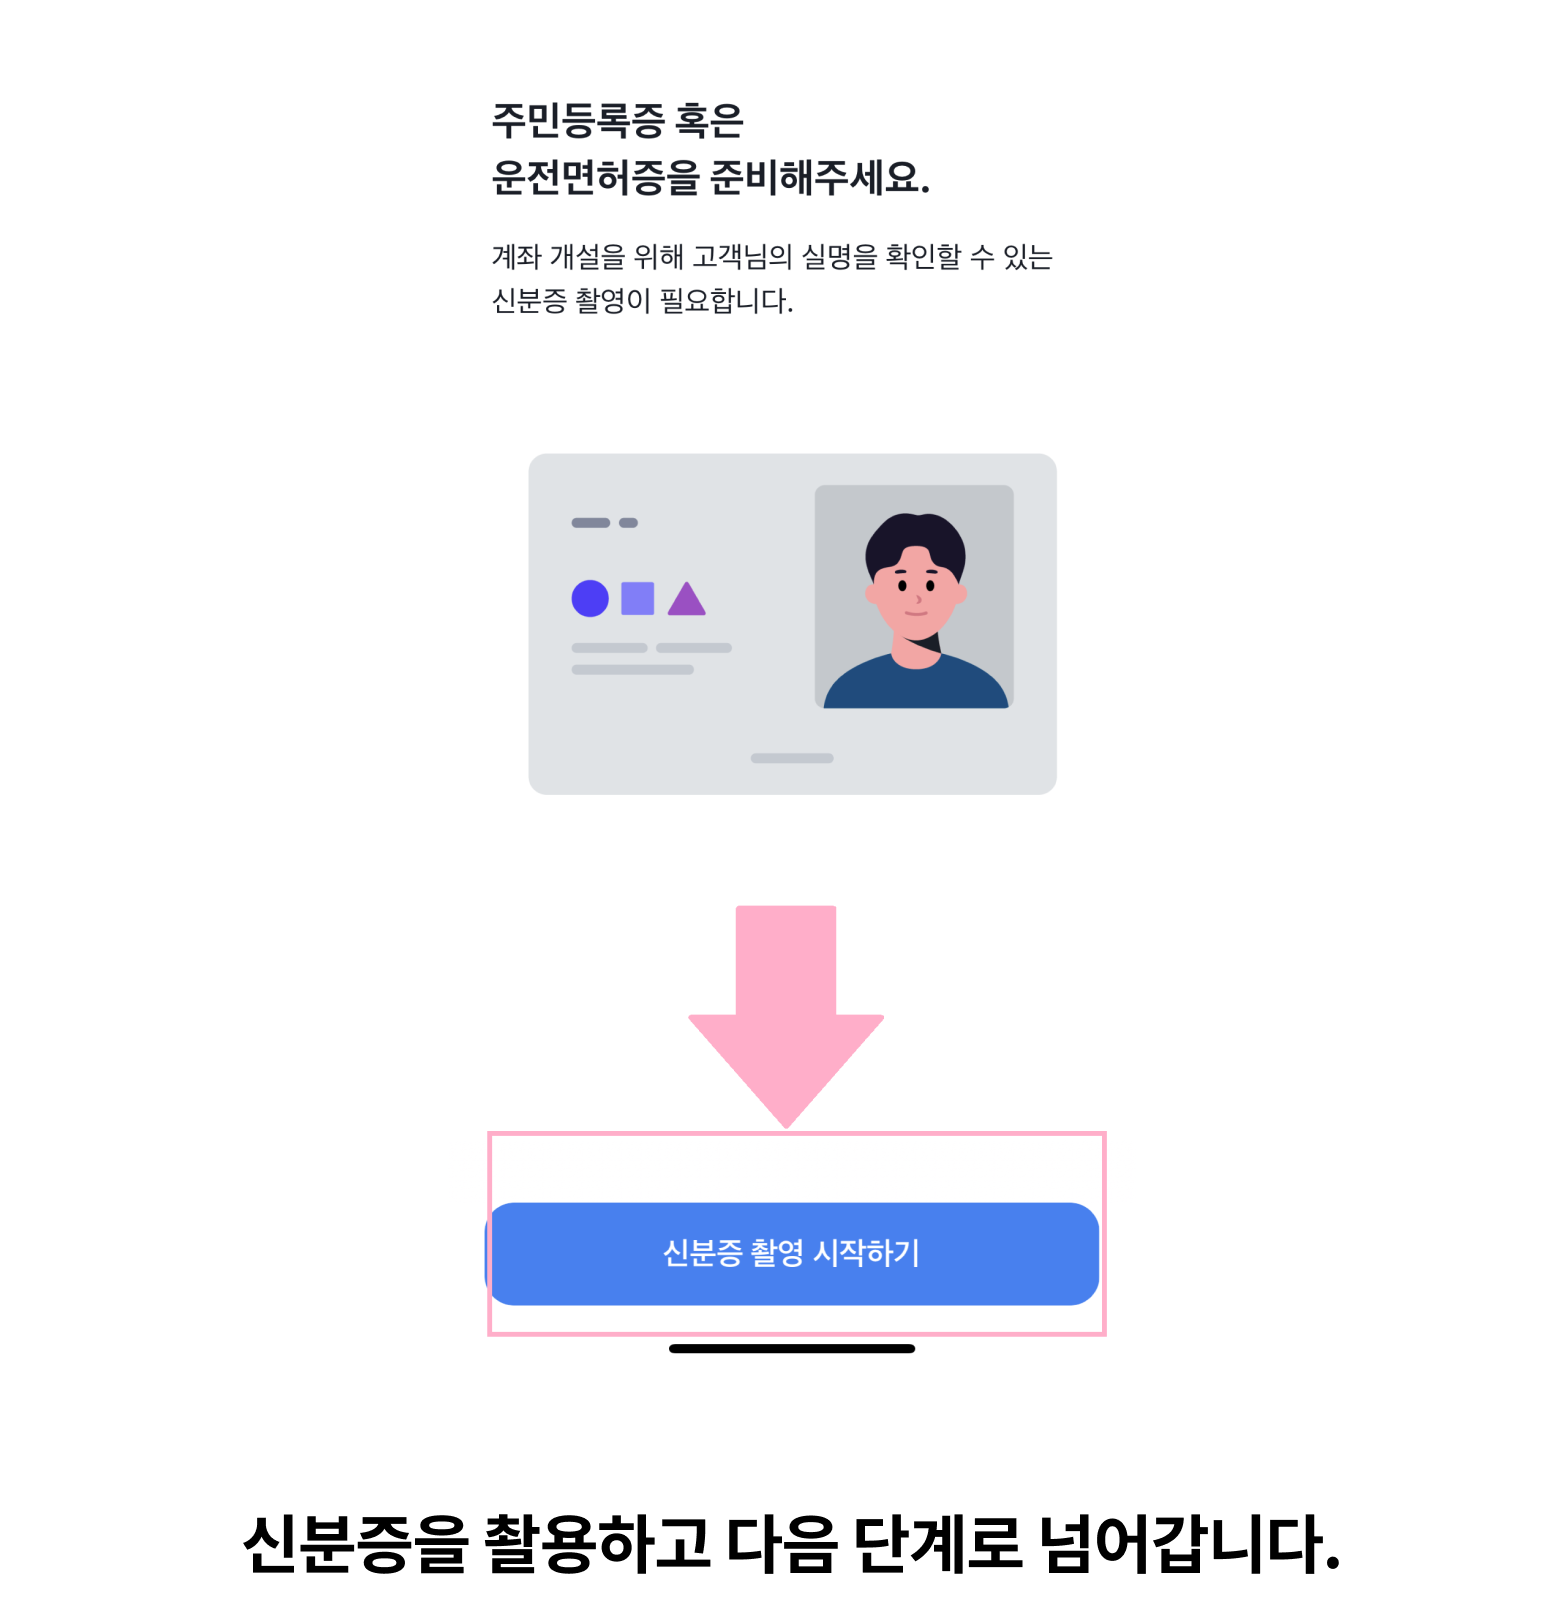 주민등록증 혹은
운전면허증을 준비해주세요.
계좌 개설을 위해 고객님의 실명을 확인할 수 있는
신분증 촬영이 필요합니다.
신분증 촬영 시작하기
신분증을 촬용하고 다음 단계로 넘어갑니다.